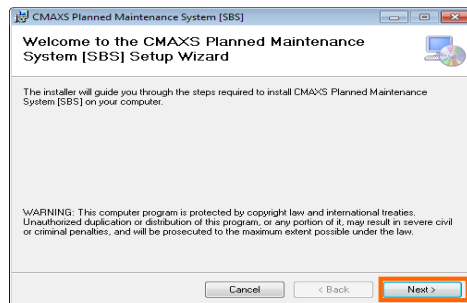 CMAXS Planned Maintenance System [SBS]
Welcome to the CMAXS Planned Maintenance
System [SBS] Setup Wizard
The installer will guide you through the steps required to install CMAXS Planned Maintenance
System [SBS] on your computer.
WARNING: This computer program is protected by copyright law and international treaties.
Unauthorized duplication or distribution of this program, or any portion of it, may result in severe civil
or criminal penalties, and will be prosecuted to the maximum extent possible under the law.
Cancel < Back Next >